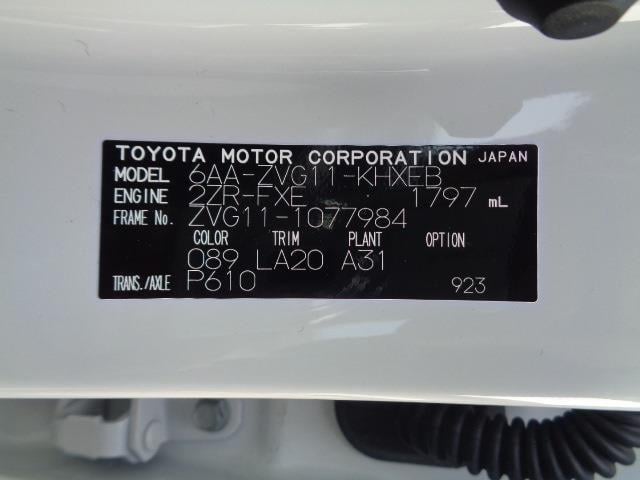 TOYOTA MOTOR CORPORATION JAPAN
MODEL 6AA-ZVG11-KHXEB
ENGINE 2ZR-FXE 1797 mL
FRAME No. ZVG11-1077984
COLOR TRIM PLANT OPTION
089 LA20 A31
TRANS./AXLE P610 923